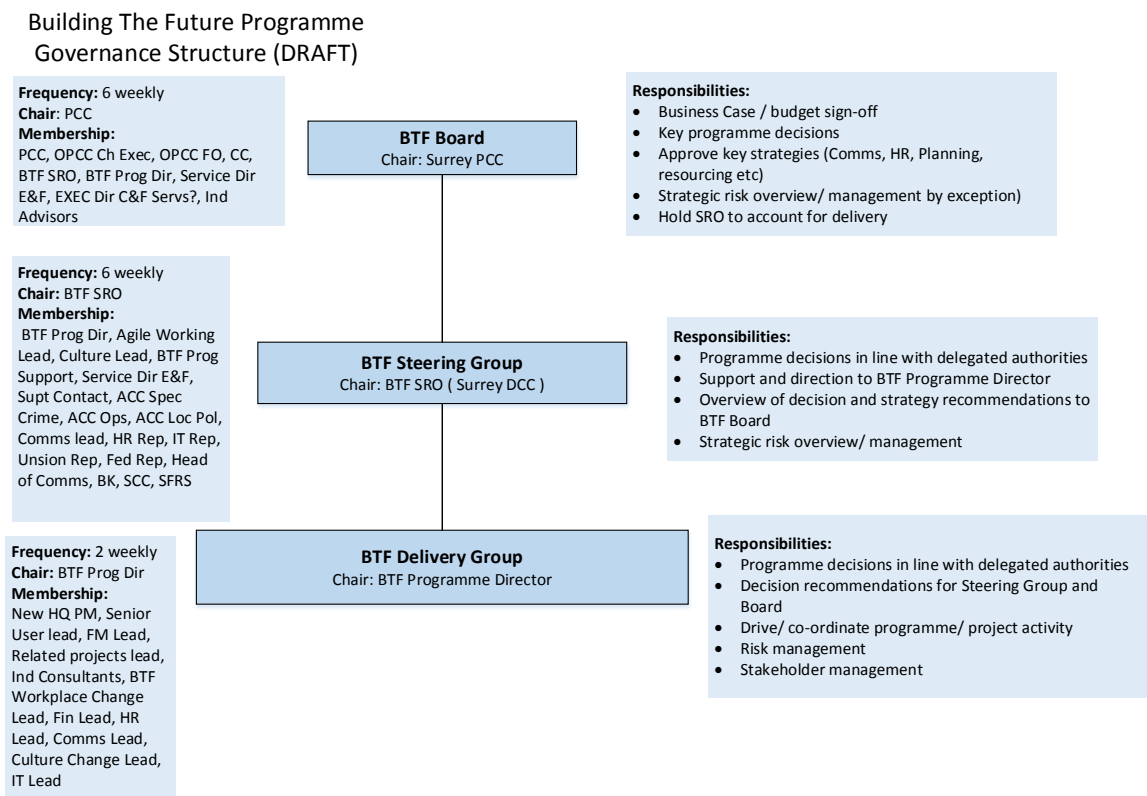 Building The Future Programme
Governance Structure (DRAFT)
Frequency: 6 weekly
Chair: PCC
Membership:
PCC, OPCC Ch Exec, OPCC FO, CC,
BTF SRO, BTF Prog Dir, Service Dir
E&F, EXEC Dir C&F Servs?, Ind
Advisors
BTF Board
Chair: Surrey PCC
Responsibilities:
• Business Case / budget sign-off
• Key programme decisions
• Approve key strategies (Comms, HR, Planning,
resourcing etc)
• Strategic risk overview/ management by exception)
• Hold SRO to account for delivery
Frequency: 6 weekly
Chair: BTF SRO
Membership:
BTF Prog Dir, Agile Working
Lead, Culture Lead, BTF Prog
Support, Service Dir E&F,
Supt Contact, ACC Spec
Crime, ACC Ops, ACC Loc Pol,
Comms lead, HR Rep, IT Rep,
Unsion Rep, Fed Rep, Head
of Comms, BK, SCC, SFRS
BTF Steering Group
Chair: BTF SRO ( Surrey DCC )
Responsibilities:
• Programme decisions in line with delegated authorities
• Support and direction to BTF Programme Director
• Overview of decision and strategy recommendations to
BTF Board
• Strategic risk overview/ management
Frequency: 2 weekly
Chair: BTF Prog Dir
Membership:
New HQ PM, Senior
User lead, FM Lead,
Related projects lead,
Ind Consultants, BTF
Workplace Change
Lead, Fin Lead, HR
Lead, Comms Lead,
Culture Change Lead,
IT Lead
BTF Delivery Group
Chair: BTF Programme Director
Responsibilities:
• Programme decisions in line with delegated authorities
• Decision recommendations for Steering Group and
Board
• Drive/ co-ordinate programme/ project activity
• Risk management
• Stakeholder management